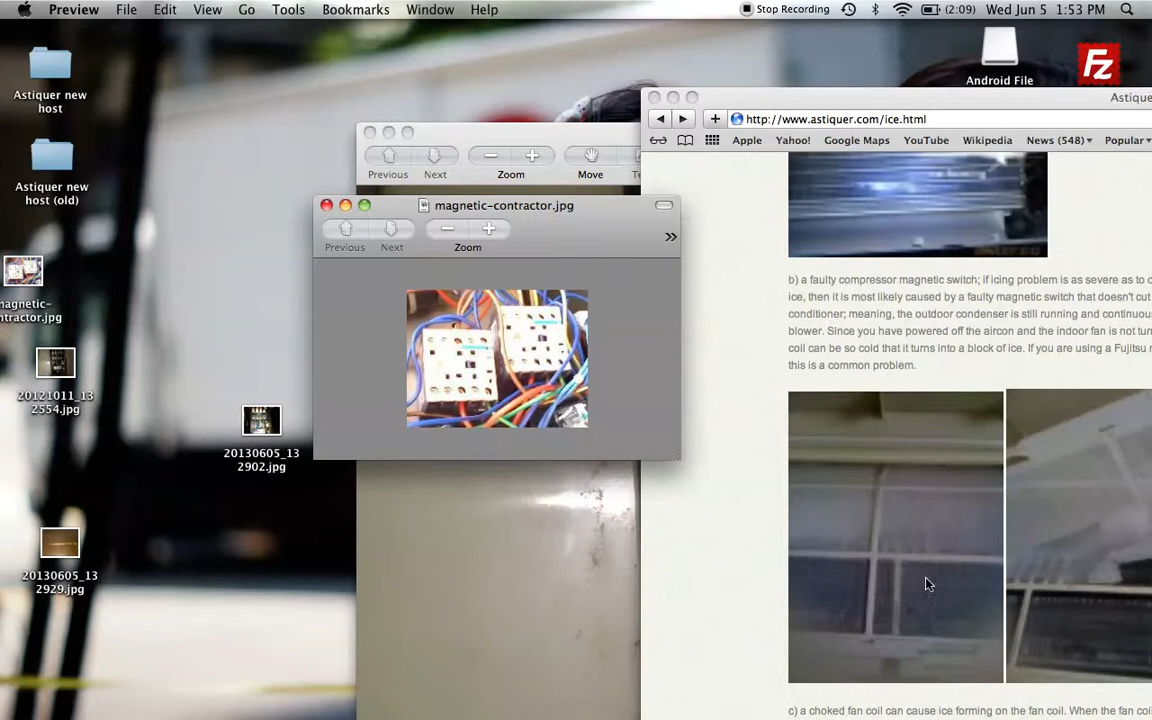 Preview File Edit View Go Tools Bookmarks Window Help Stop Recording (2:09) Wed Jun 5 1:53 PM
Astiquer new
host
Astiquer new
host (old)
magnetic-
ntractor.jpg
20121011_13
2554.jpg
20130605_13
2902.jpg
20130605_13
2929.jpg
Android File
Fz
Previous Next Zoom Move
magnetic-contractor.jpg
Previous Next Zoom
Astique
http://www.astiquer.com/ice.html
Apple Yahoo! Google Maps YouTube Wikipedia News (548) Popular
b) a faulty compressor magnetic switch; if icing problem is as severe as to c
ice, then it is most likely caused by a faulty magnetic switch that doesn't cut
conditioner; meaning, the outdoor condenser is still running and continuous
blower. Since you have powered off the aircon and the indoor fan is not tur
coil can be so cold that it turns into a block of ice. If you are using a Fujitsu
this is a common problem.
c) a choked fan coil can cause ice forming on the fan coil. When the fan coi